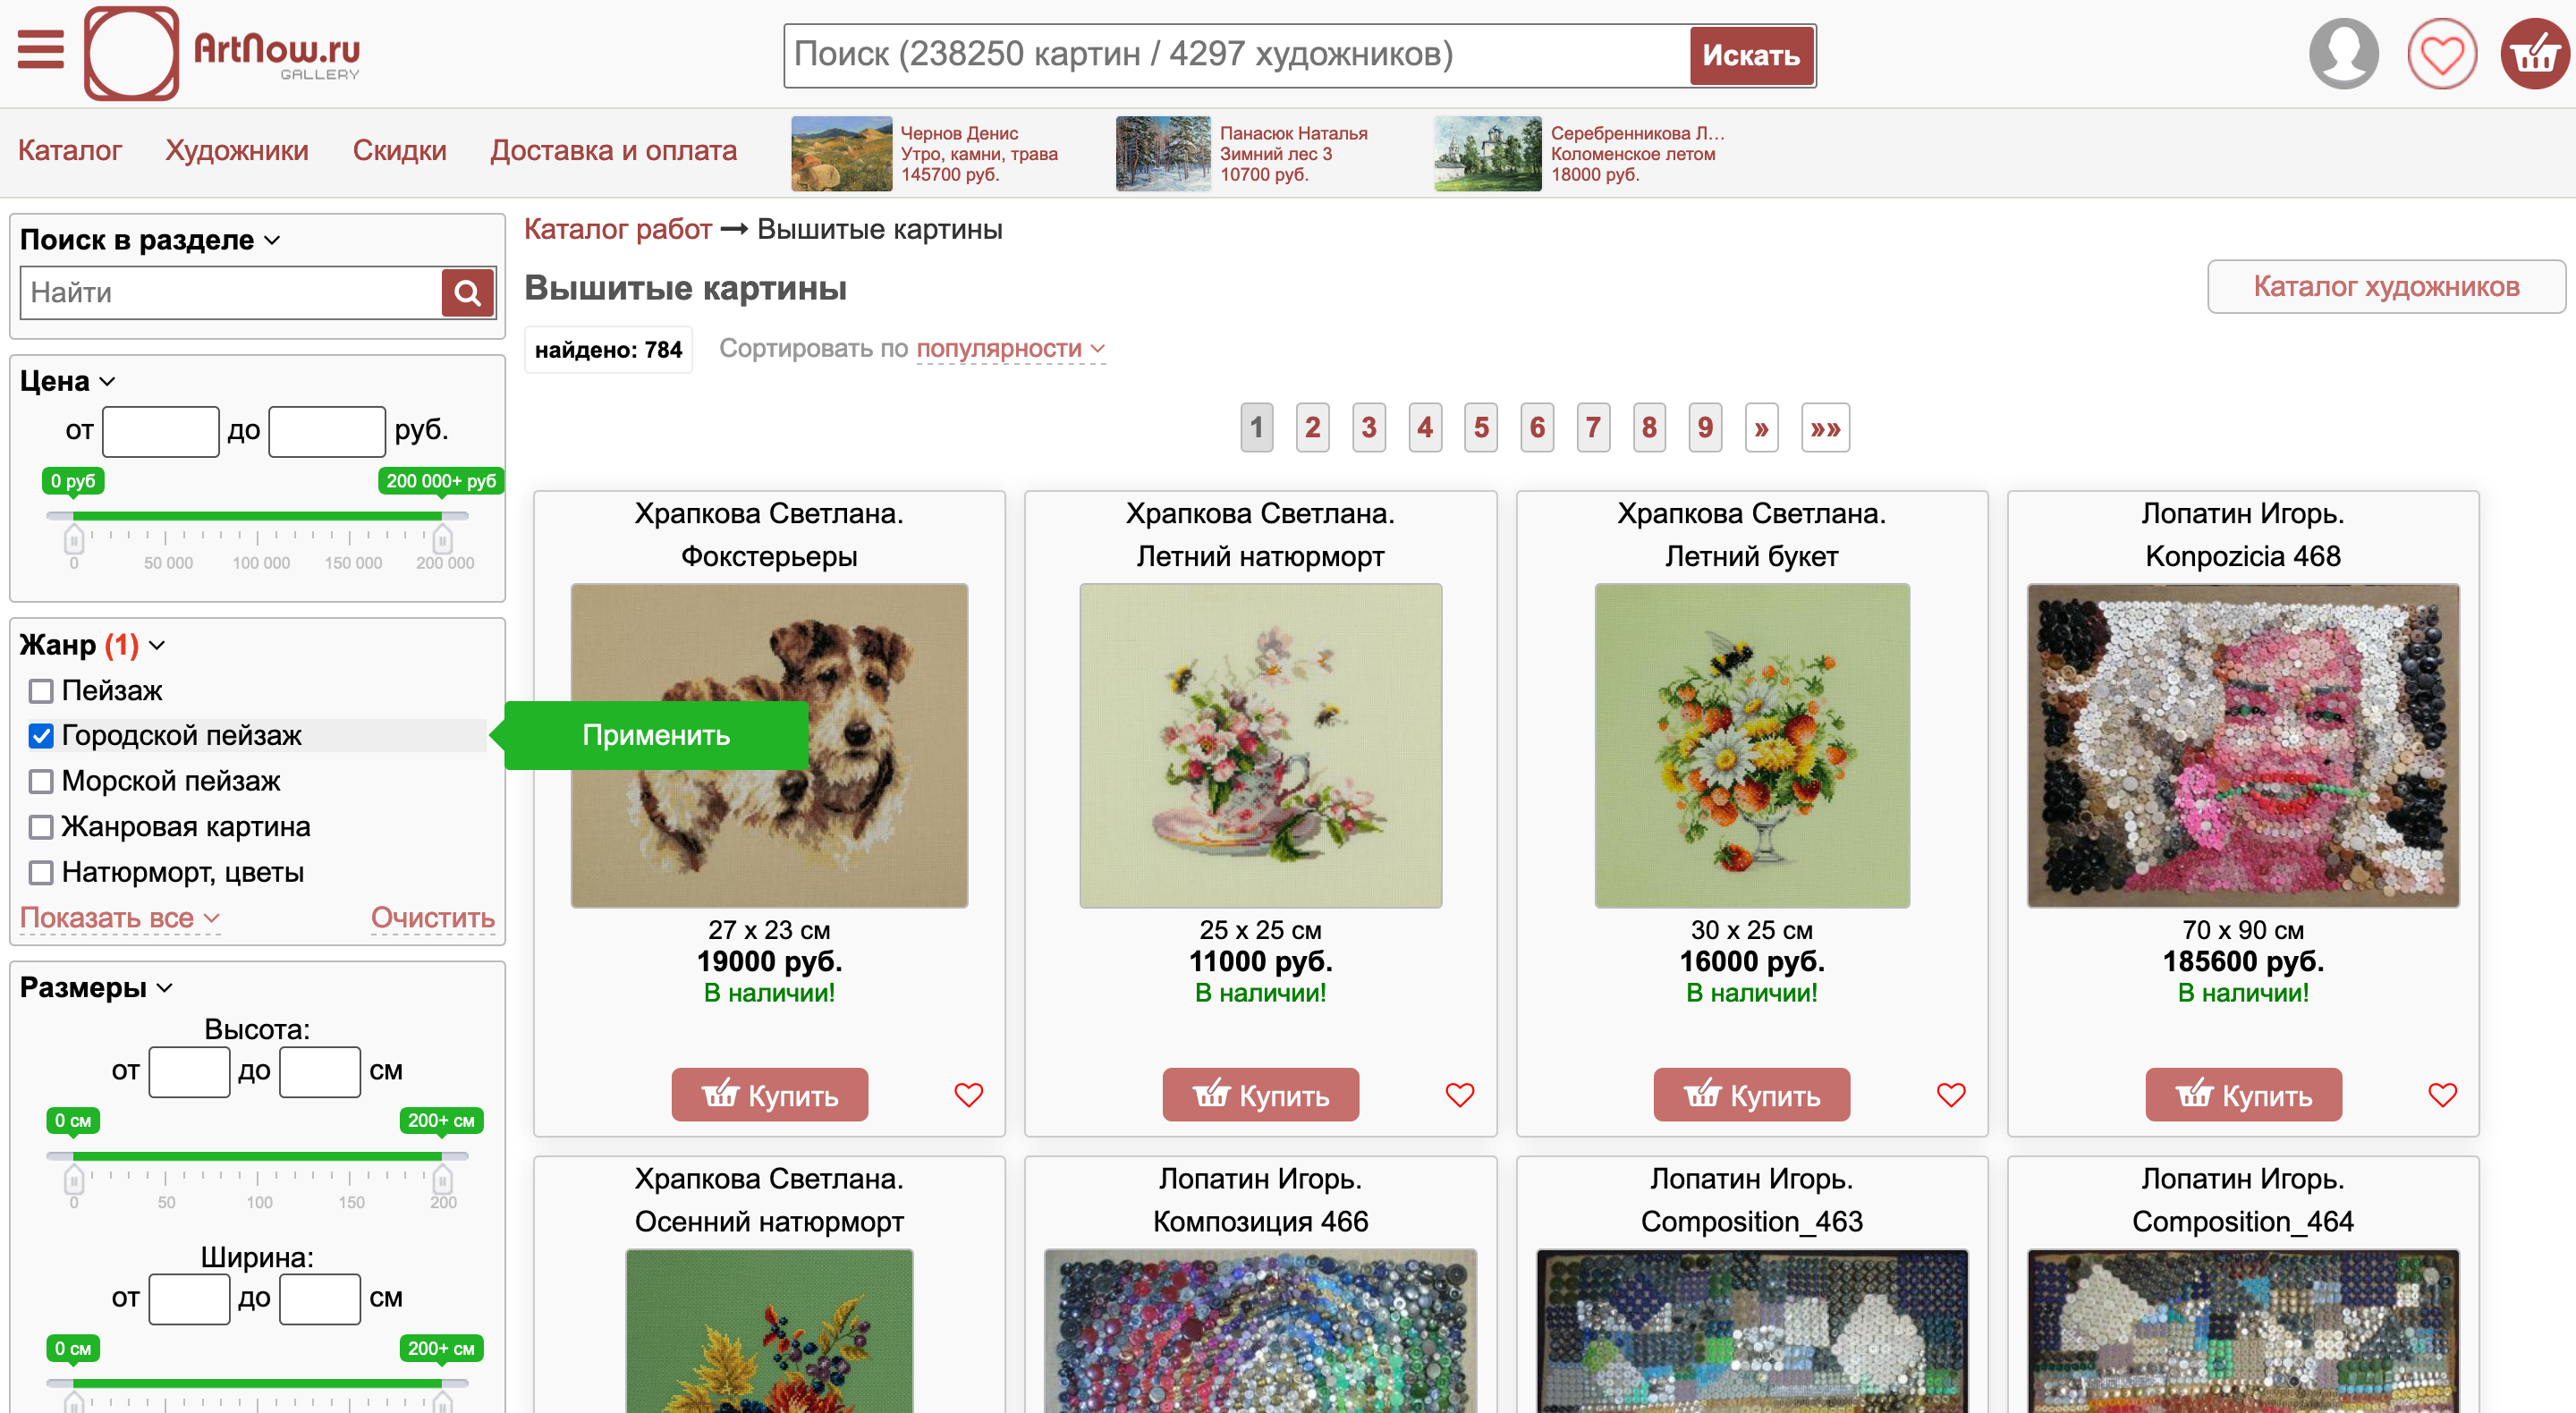 ArtNow.ru
GALLERY
Поиск (238250 картин / 4297 художников)
Искать
Каталог
Художники
Скидки
Доставка и оплата
Чернов Денис
Утро, камни, трава
145700 руб.
Панасюк Наталья
Зимний лес 3
10700 руб.
Серебренникова Л…
Коломенское летом
18000 руб.
Поиск в разделе
Найти
Цена
от до руб.
0 руб 200 000+ руб
0 50 000 100 000 150 000 200 000
Жанр (1)
Пейзаж
Городской пейзаж
Применить
Морской пейзаж
Жанровая картина
Натюрморт, цветы
Показать все Очистить
Размеры
Высота:
от до см
0 см 200+ см
0 50 100 150 200
Ширина:
от до см
0 см 200+ см
Каталог работ → Вышитые картины
Вышитые картины
Каталог художников
найдено: 784 Сортировать по популярности
1 2 3 4 5 6 7 8 9 » »»
Храпкова Светлана.
Фокстерьеры
27 x 23 см
19000 руб.
В наличии!
Купить
Храпкова Светлана.
Летний натюрморт
25 x 25 см
11000 руб.
В наличии!
Купить
Храпкова Светлана.
Летний букет
30 x 25 см
16000 руб.
В наличии!
Купить
Лопатин Игорь.
Konpozicia 468
70 x 90 см
185600 руб.
В наличии!
Купить
Храпкова Светлана.
Осенний натюрморт
Лопатин Игорь.
Композиция 466
Лопатин Игорь.
Composition_463
Лопатин Игорь.
Composition_464